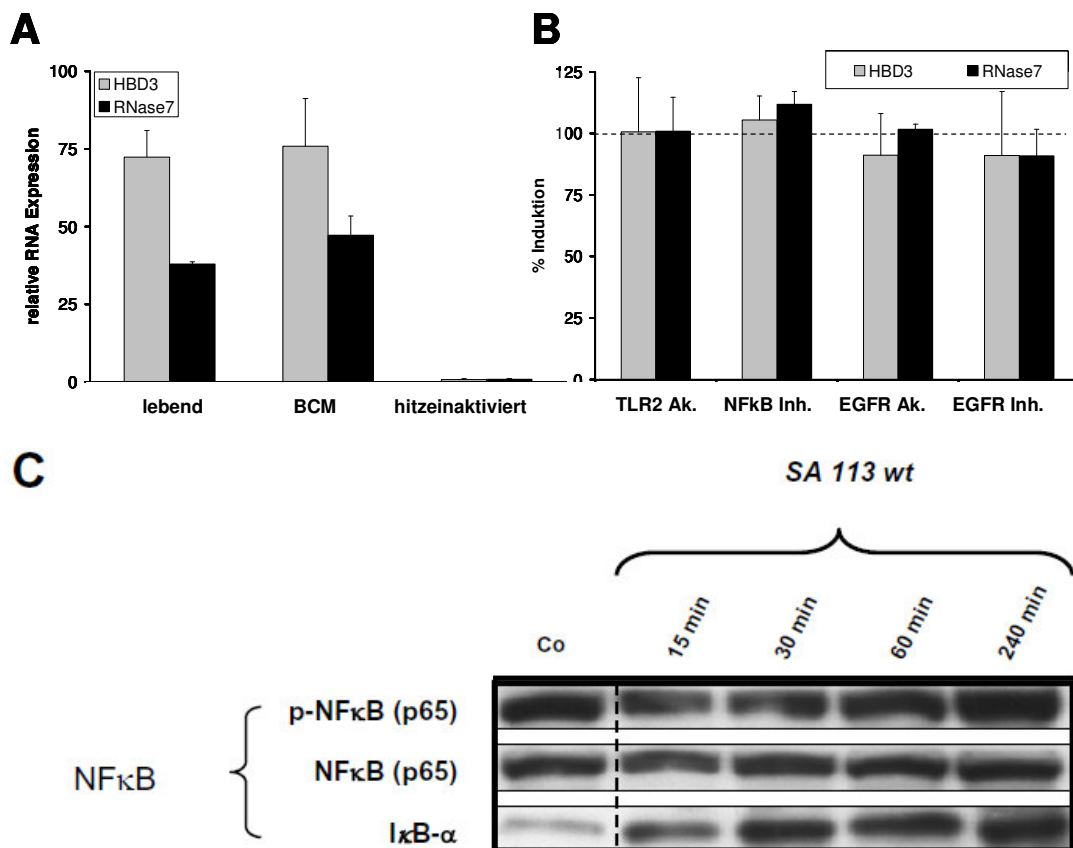 A
100
75
50
25
0
relative RNA Expression
HBD3
RNase7
lebend BCM hitzeinaktiviert
B
125
100
75
50
25
0
% Induktion
HBD3 RNase7
TLR2 Ak. NFkB Inh. EGFR Ak. EGFR Inh.
C
SA 113 wt
Co 15 min 30 min 60 min 240 min
NFκB
p-NFκB (p65)
NFκB (p65)
IκB-α